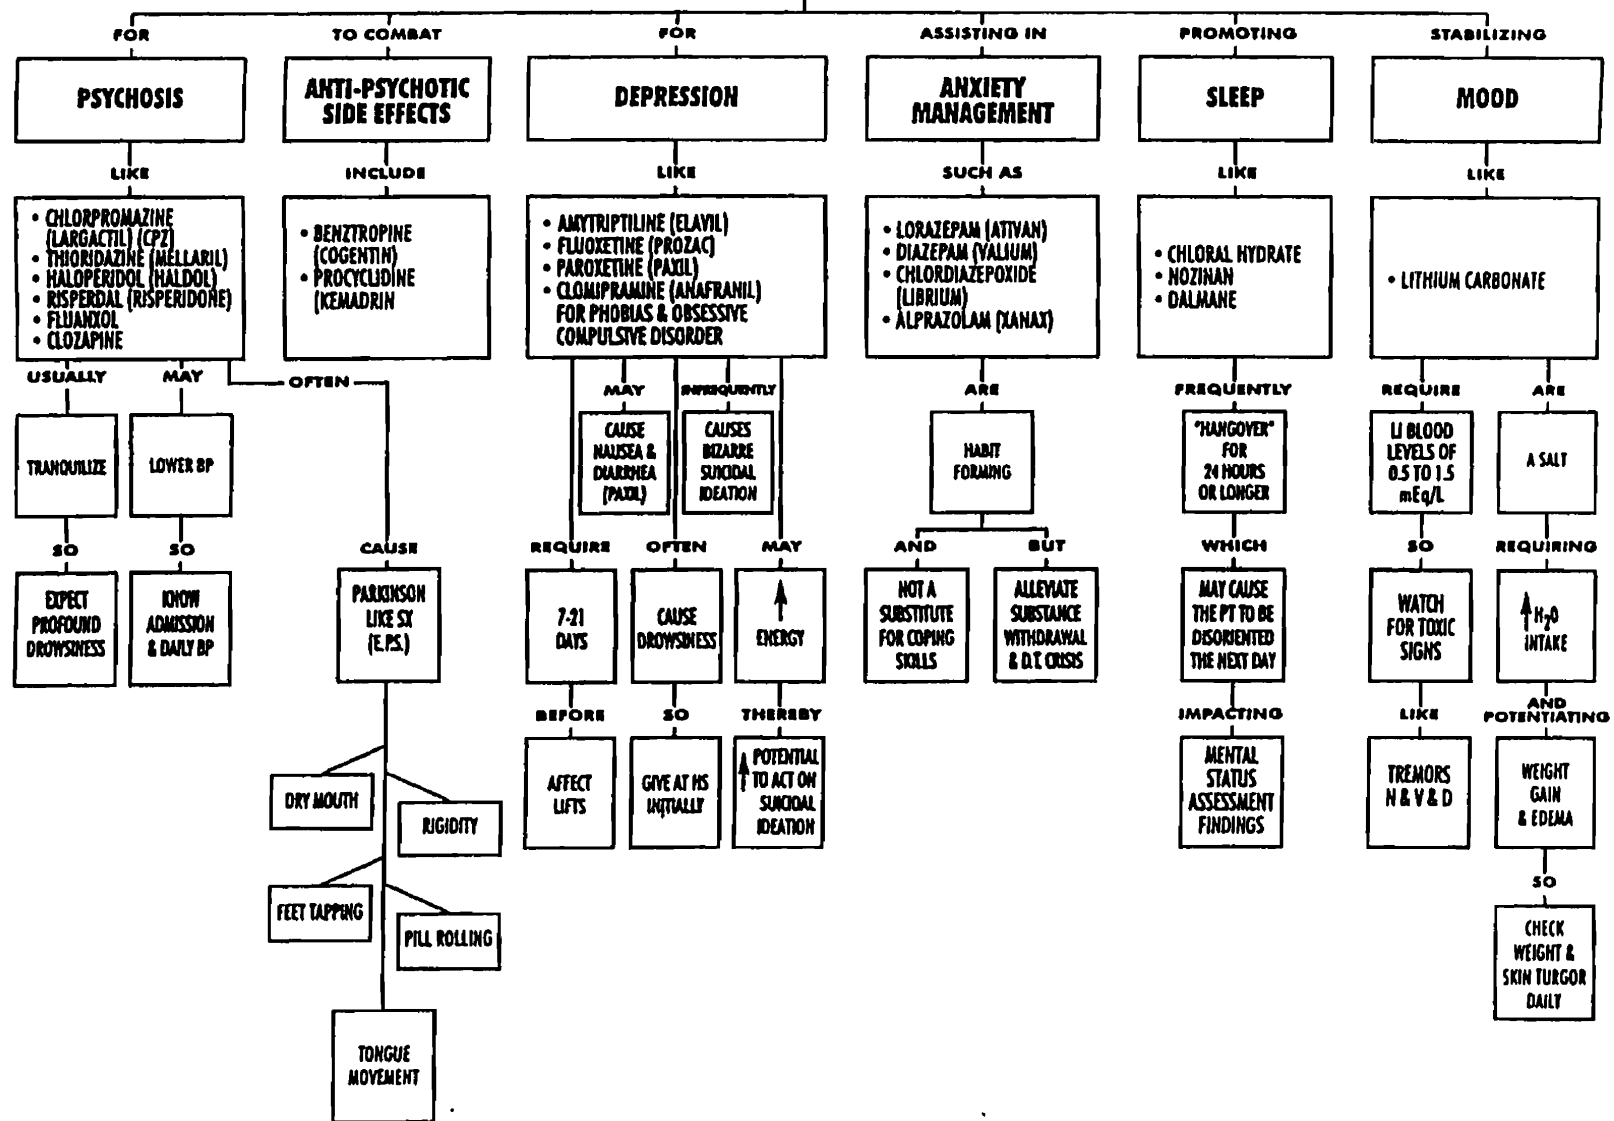 FOR
PSYCHOSIS
LIKE
• CHLORPROMAZINE
(LARGACTIL) (CPZ)
• THIORIDAZINE (MELLARIL)
• HALOPERIDOL (HALDOL)
• RISPERDAL (RISPERIDONE)
• FLUANXOL
• CLOZAPINE
USUALLY
TRANQUILIZE
SO
EXPECT
PROFOUND
DROWSINESS
MAY
LOWER BP
SO
KNOW
ADMISSION
& DAILY BP
OFTEN
CAUSE
PARKINSON
LIKE SX
(E.P.S.)
DRY MOUTH
RIGIDITY
FEET TAPPING
PILL ROLLING
TONGUE
MOVEMENT
TO COMBAT
ANTI-PSYCHOTIC
SIDE EFFECTS
INCLUDE
• BENZTROPINE
(COGENTIN)
• PROCYCLIDINE
(KEMADRIN
FOR
DEPRESSION
LIKE
• AMYTRIPTILINE (ELAVIL)
• FLUOXETINE (PROZAC)
• PAROXETINE (PAXIL)
• CLOMIPRAMINE (ANAFRANIL)
FOR PHOBIAS & OBSESSIVE
COMPULSIVE DISORDER
REQUIRE
7-21
DAYS
BEFORE
AFFECT
LIFTS
MAY
CAUSE
NAUSEA &
DIARRHEA
(PAXIL)
OFTEN
CAUSE
DROWSINESS
SO
GIVE AT HS
INITIALLY
INFREQUENTLY
CAUSES
BIZARRE
SUICIDAL
IDEATION
MAY
↑
ENERGY
THEREBY
↑ POTENTIAL
TO ACT ON
SUICIDAL
IDEATION
ASSISTING IN
ANXIETY
MANAGEMENT
SUCH AS
• LORAZEPAM (ATIVAN)
• DIAZEPAM (VALIUM)
• CHLORDIAZEPOXIDE
(LIBRIUM)
• ALPRAZOLAM (XANAX)
ARE
HABIT
FORMING
AND
NOT A
SUBSTITUTE
FOR COPING
SKILLS
BUT
ALLEVIATE
SUBSTANCE
WITHDRAWAL
& D.T. CRISIS
PROMOTING
SLEEP
LIKE
• CHLORAL HYDRATE
• NOZINAN
• DALMANE
FREQUENTLY
"HANGOVER"
FOR
24 HOURS
OR LONGER
WHICH
MAY CAUSE
THE PT TO BE
DISORIENTED
THE NEXT DAY
IMPACTING
MENTAL
STATUS
ASSESSMENT
FINDINGS
STABILIZING
MOOD
LIKE
• LITHIUM CARBONATE
REQUIRE
LI BLOOD
LEVELS OF
0.5 TO 1.5
mEq/L
SO
WATCH
FOR TOXIC
SIGNS
LIKE
TREMORS
N & V & D
ARE
A SALT
REQUIRING
↑ H₂O
INTAKE
AND
POTENTIATING
WEIGHT
GAIN
& EDEMA
SO
CHECK
WEIGHT &
SKIN TURGOR
DAILY